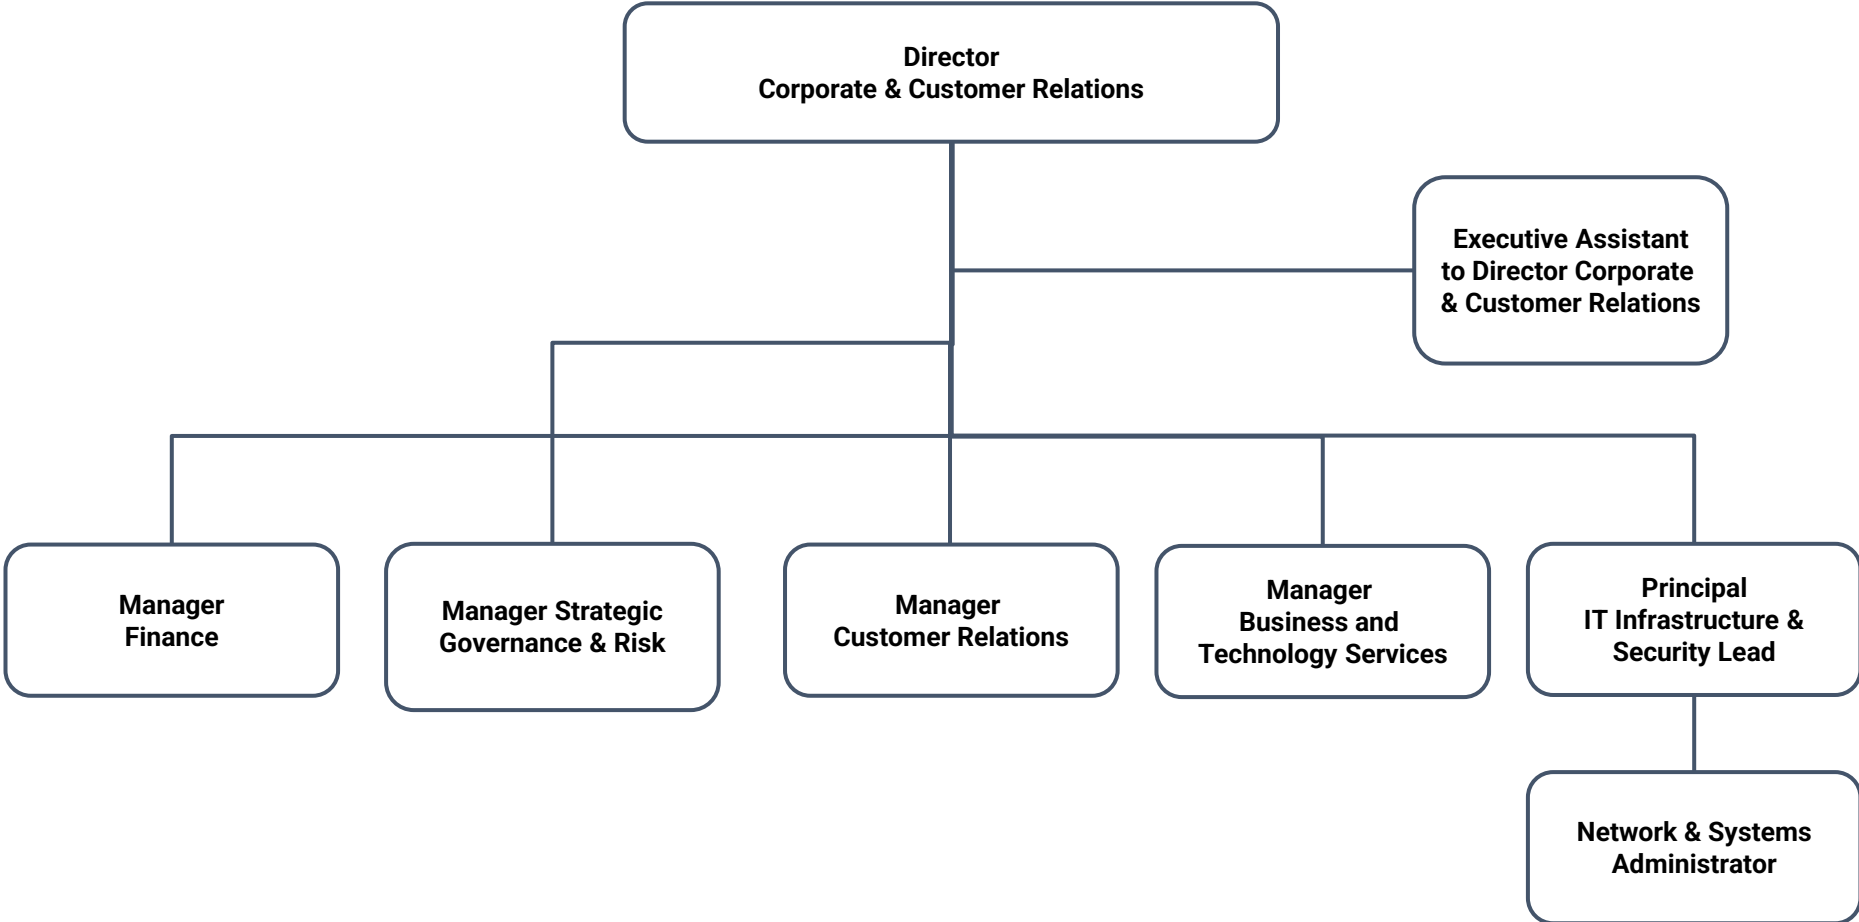 Director
Corporate & Customer Relations
Executive Assistant
to Director Corporate
& Customer Relations
Manager
Finance
Manager Strategic
Governance & Risk
Manager
Customer Relations
Manager
Business and
Technology Services
Principal
IT Infrastructure &
Security Lead
Network & Systems
Administrator